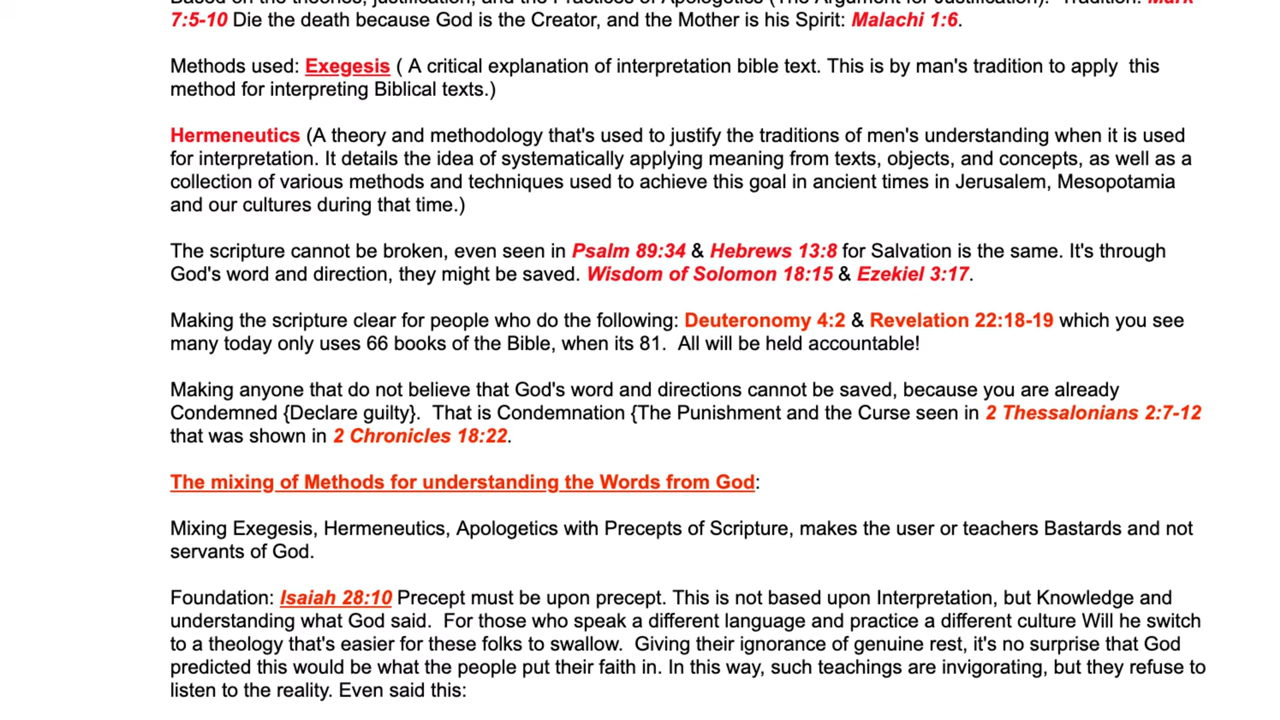 Based on the theories, justification, and the Practices of Apologetics (The Argument for Justification). Tradition: Mark
7:5-10 Die the death because God is the Creator, and the Mother is his Spirit: Malachi 1:6.
Methods used: Exegesis ( A critical explanation of interpretation bible text. This is by man's tradition to apply this
method for interpreting Biblical texts.)
Hermeneutics (A theory and methodology that's used to justify the traditions of men's understanding when it is used
for interpretation. It details the idea of systematically applying meaning from texts, objects, and concepts, as well as a
collection of various methods and techniques used to achieve this goal in ancient times in Jerusalem, Mesopotamia
and our cultures during that time.)
The scripture cannot be broken, even seen in Psalm 89:34 & Hebrews 13:8 for Salvation is the same. It's through
God's word and direction, they might be saved. Wisdom of Solomon 18:15 & Ezekiel 3:17.
Making the scripture clear for people who do the following: Deuteronomy 4:2 & Revelation 22:18-19 which you see
many today only uses 66 books of the Bible, when its 81. All will be held accountable!
Making anyone that do not believe that God's word and directions cannot be saved, because you are already
Condemned {Declare guilty}. That is Condemnation {The Punishment and the Curse seen in 2 Thessalonians 2:7-12
that was shown in 2 Chronicles 18:22.
The mixing of Methods for understanding the Words from God:
Mixing Exegesis, Hermeneutics, Apologetics with Precepts of Scripture, makes the user or teachers Bastards and not
servants of God.
Foundation: Isaiah 28:10 Precept must be upon precept. This is not based upon Interpretation, but Knowledge and
understanding what God said. For those who speak a different language and practice a different culture Will he switch
to a theology that's easier for these folks to swallow. Giving their ignorance of genuine rest, it's no surprise that God
predicted this would be what the people put their faith in. In this way, such teachings are invigorating, but they refuse to
listen to the reality. Even said this: